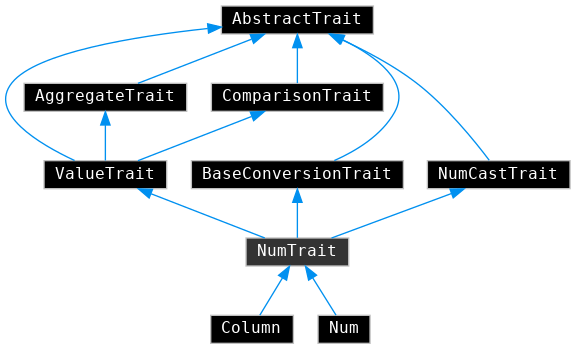 AbstractTrait
AggregateTrait
ComparisonTrait
ValueTrait
BaseConversionTrait
NumCastTrait
NumTrait
Column
Num